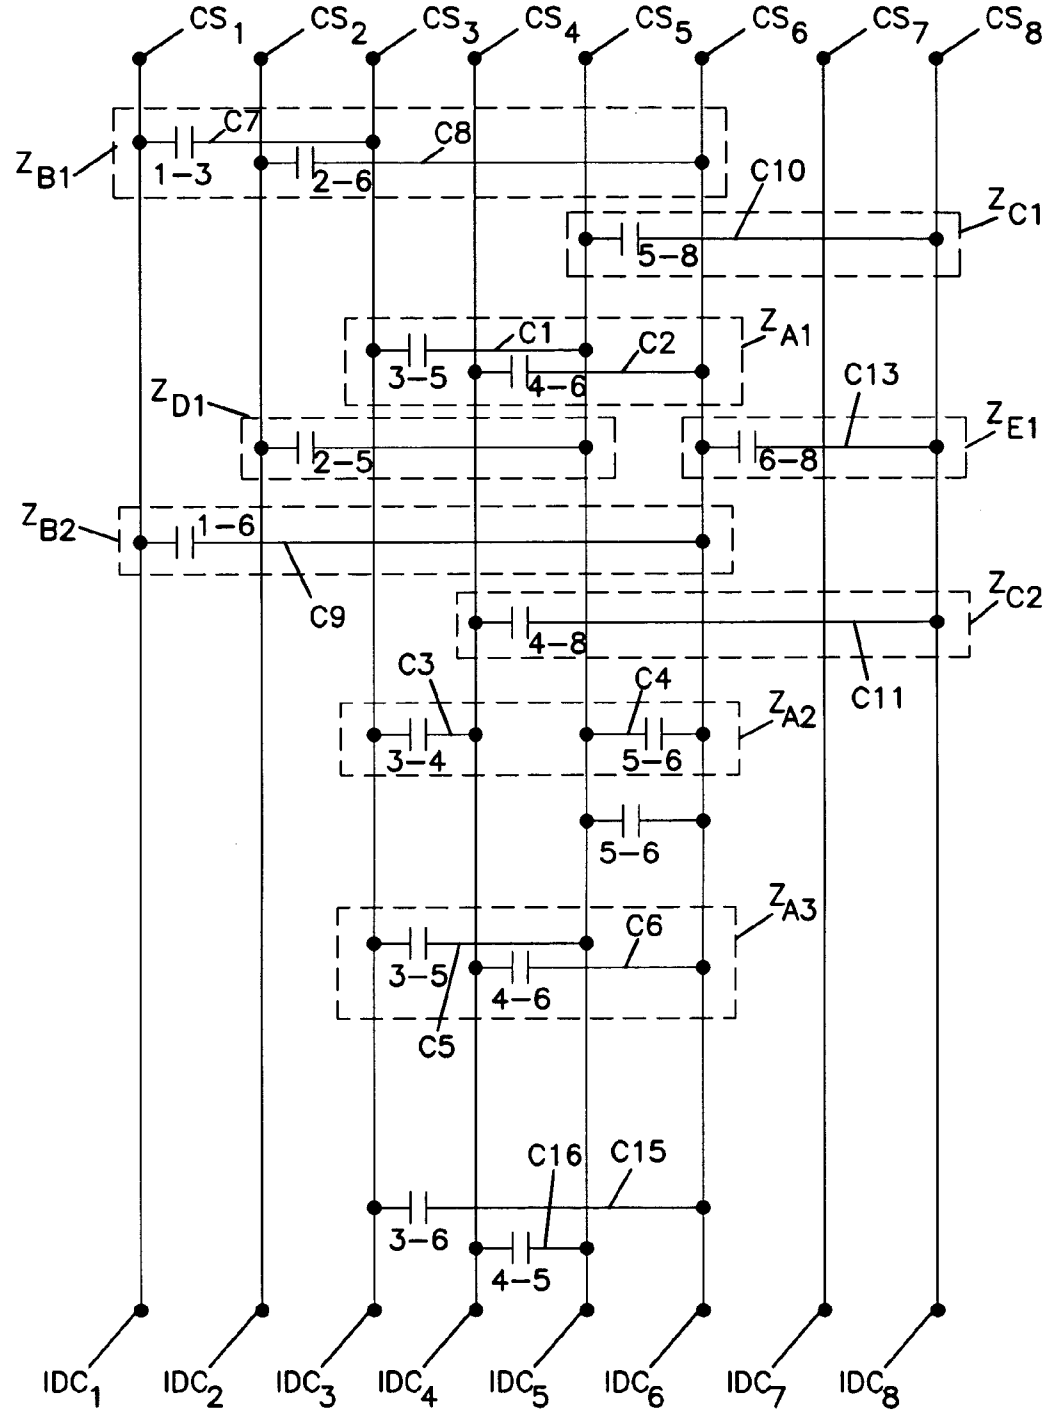 CS1 CS2 CS3 CS4 CS5 CS6 CS7 CS8
C7 C8
ZB1 1-3 2-6
C10
ZC1
5-8
C1 C2 ZA1
3-5 4-6
ZD1 C13
ZE1
2-5 6-8
ZB2 1-6
C9
ZC2
4-8
C11
C3 C4 ZA2
3-4 5-6
5-6
ZA3
C6
3-5 4-6
C5
C16 C15
3-6
4-5
IDC1 IDC2 IDC3 IDC4 IDC5 IDC6 IDC7 IDC8